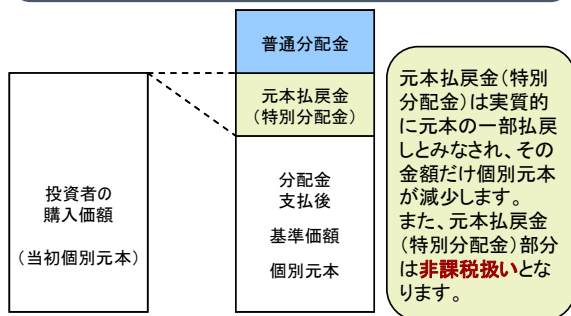 普通分配金
元本払戻金
(特別分配金)
投資者の
購入価額
(当初個別元本)
分配金
支払後
基準価額
個別元本
元本払戻金(特別
分配金)は実質的
に元本の一部払戻
しとみなされ、その
金額だけ個別元本
が減少します。
また、元本払戻金
(特別分配金)部分
は非課税扱いとな
ります。